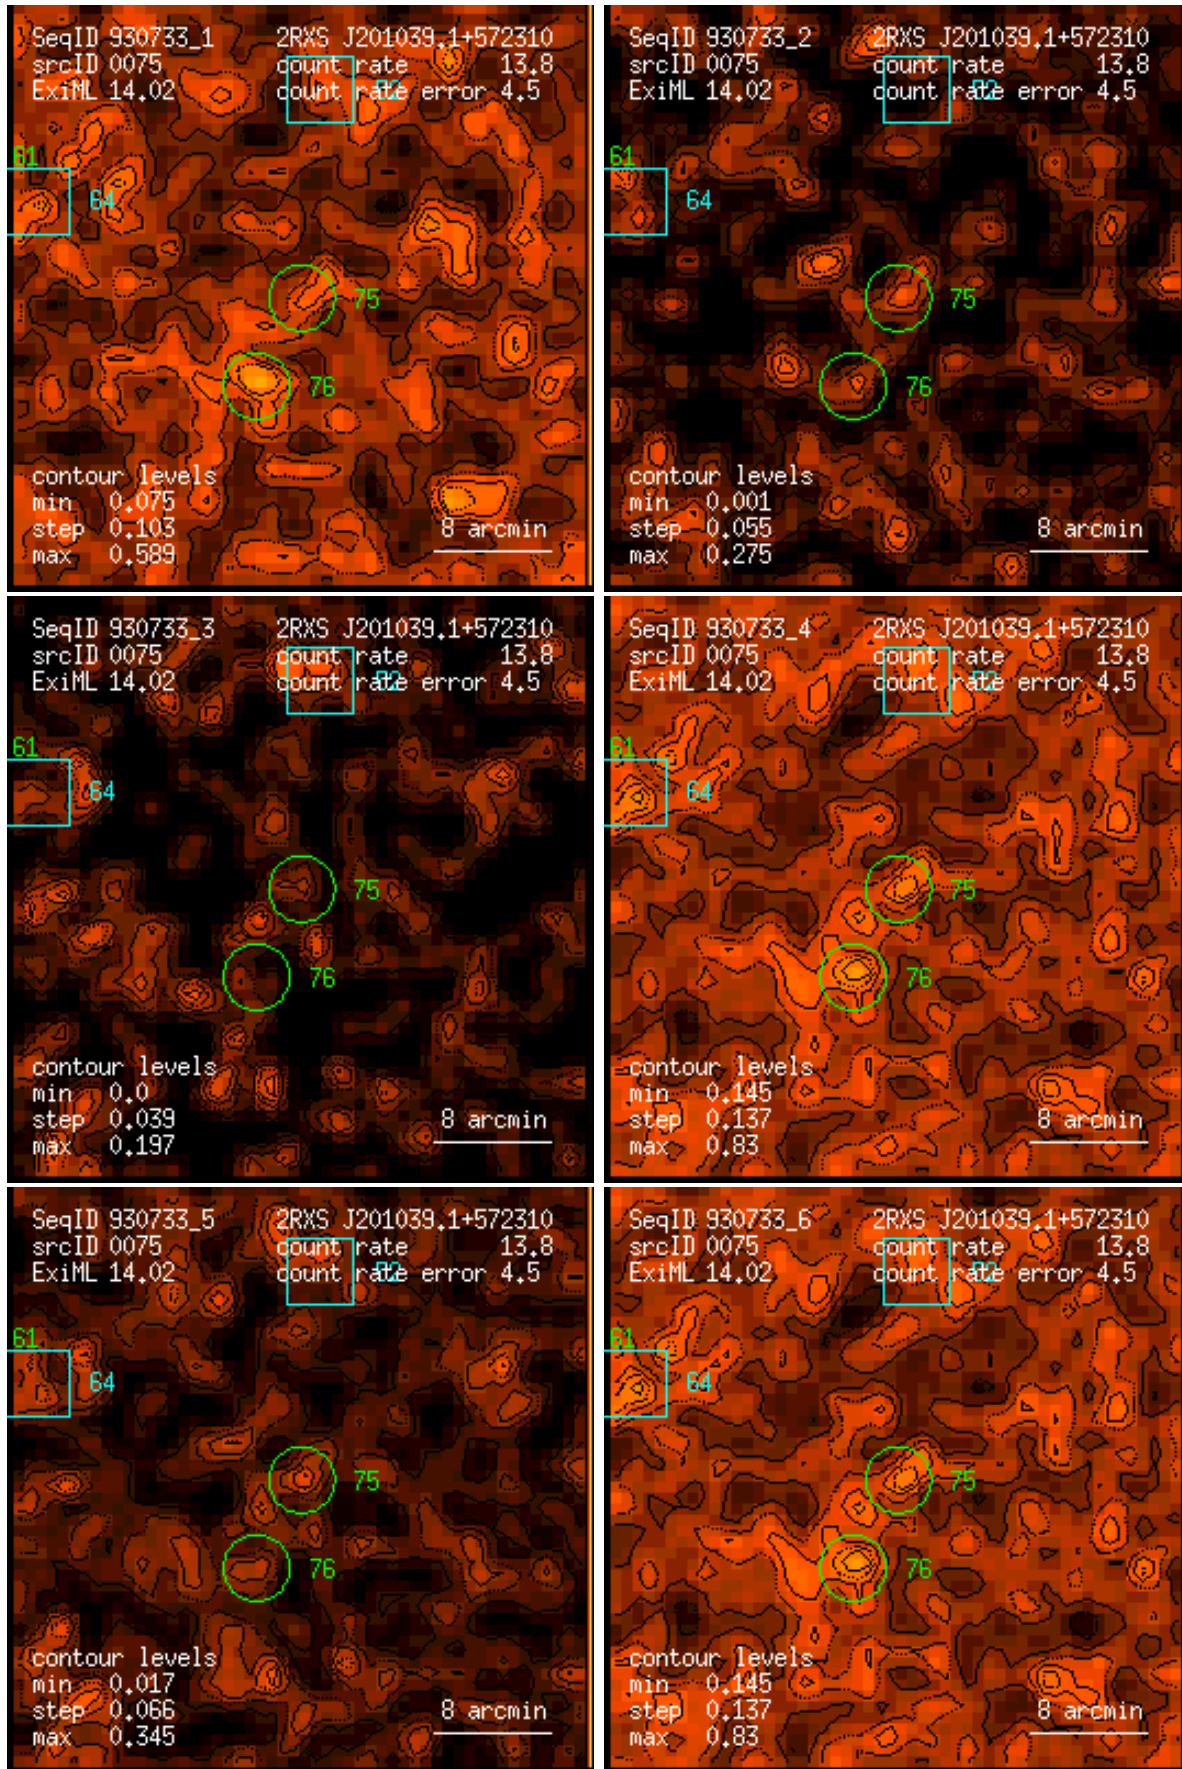 SeqID 930733_1 2RXS J201039.1+572310
srcID 0075 count rate 13.8
ExiML 14.02 count rate error 4.5
61
64
75
76
contour levels
min 0.075
step 0.103
max 0.589
8 arcmin
SeqID 930733_2 2RXS J201039.1+572310
srcID 0075 count rate 13.8
ExiML 14.02 count rate error 4.5
61
64
75
76
contour levels
min 0.001
step 0.055
max 0.275
8 arcmin
SeqID 930733_3 2RXS J201039.1+572310
srcID 0075 count rate 13.8
ExiML 14.02 count rate error 4.5
61
64
75
76
contour levels
min 0.0
step 0.039
max 0.197
8 arcmin
SeqID 930733_4 2RXS J201039.1+572310
srcID 0075 count rate 13.8
ExiML 14.02 count rate error 4.5
61
64
75
76
contour levels
min 0.145
step 0.137
max 0.83
8 arcmin
SeqID 930733_5 2RXS J201039.1+572310
srcID 0075 count rate 13.8
ExiML 14.02 count rate error 4.5
61
64
75
76
contour levels
min 0.017
step 0.066
max 0.345
8 arcmin
SeqID 930733_6 2RXS J201039.1+572310
srcID 0075 count rate 13.8
ExiML 14.02 count rate error 4.5
61
64
75
76
contour levels
min 0.145
step 0.137
max 0.83
8 arcmin